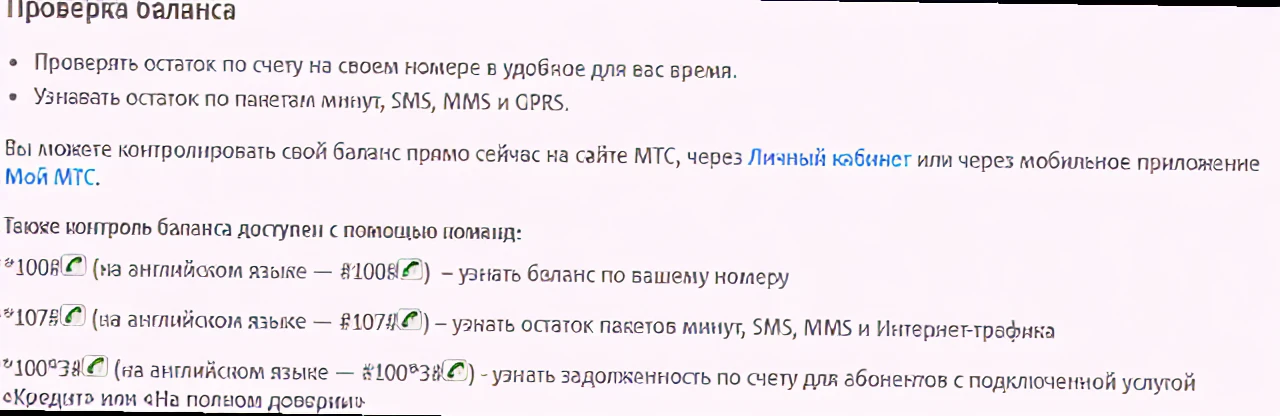 Проверка баланса
• Проверять остаток по счету на своем номере в удобное для вас время.
• Узнавать остаток по пакетам минут, SMS, MMS и GPRS.
Вы можете контролировать свой баланс прямо сейчас на сайте МТС, через Личный кабинет или через мобильное приложение
Мой МТС.
Также контроль баланса доступен с помощью команд:
*100# (на английском языке — #100#) – узнать баланс по вашему номеру
*107# (на английском языке — #107#) – узнать остаток пакетов минут, SMS, MMS и Интернет-трафика
*100*3# (на английском языке — #100*3#) - узнать задолженность по счету для абонентов с подключенной услугой
«Кредит» или «На полном доверии»